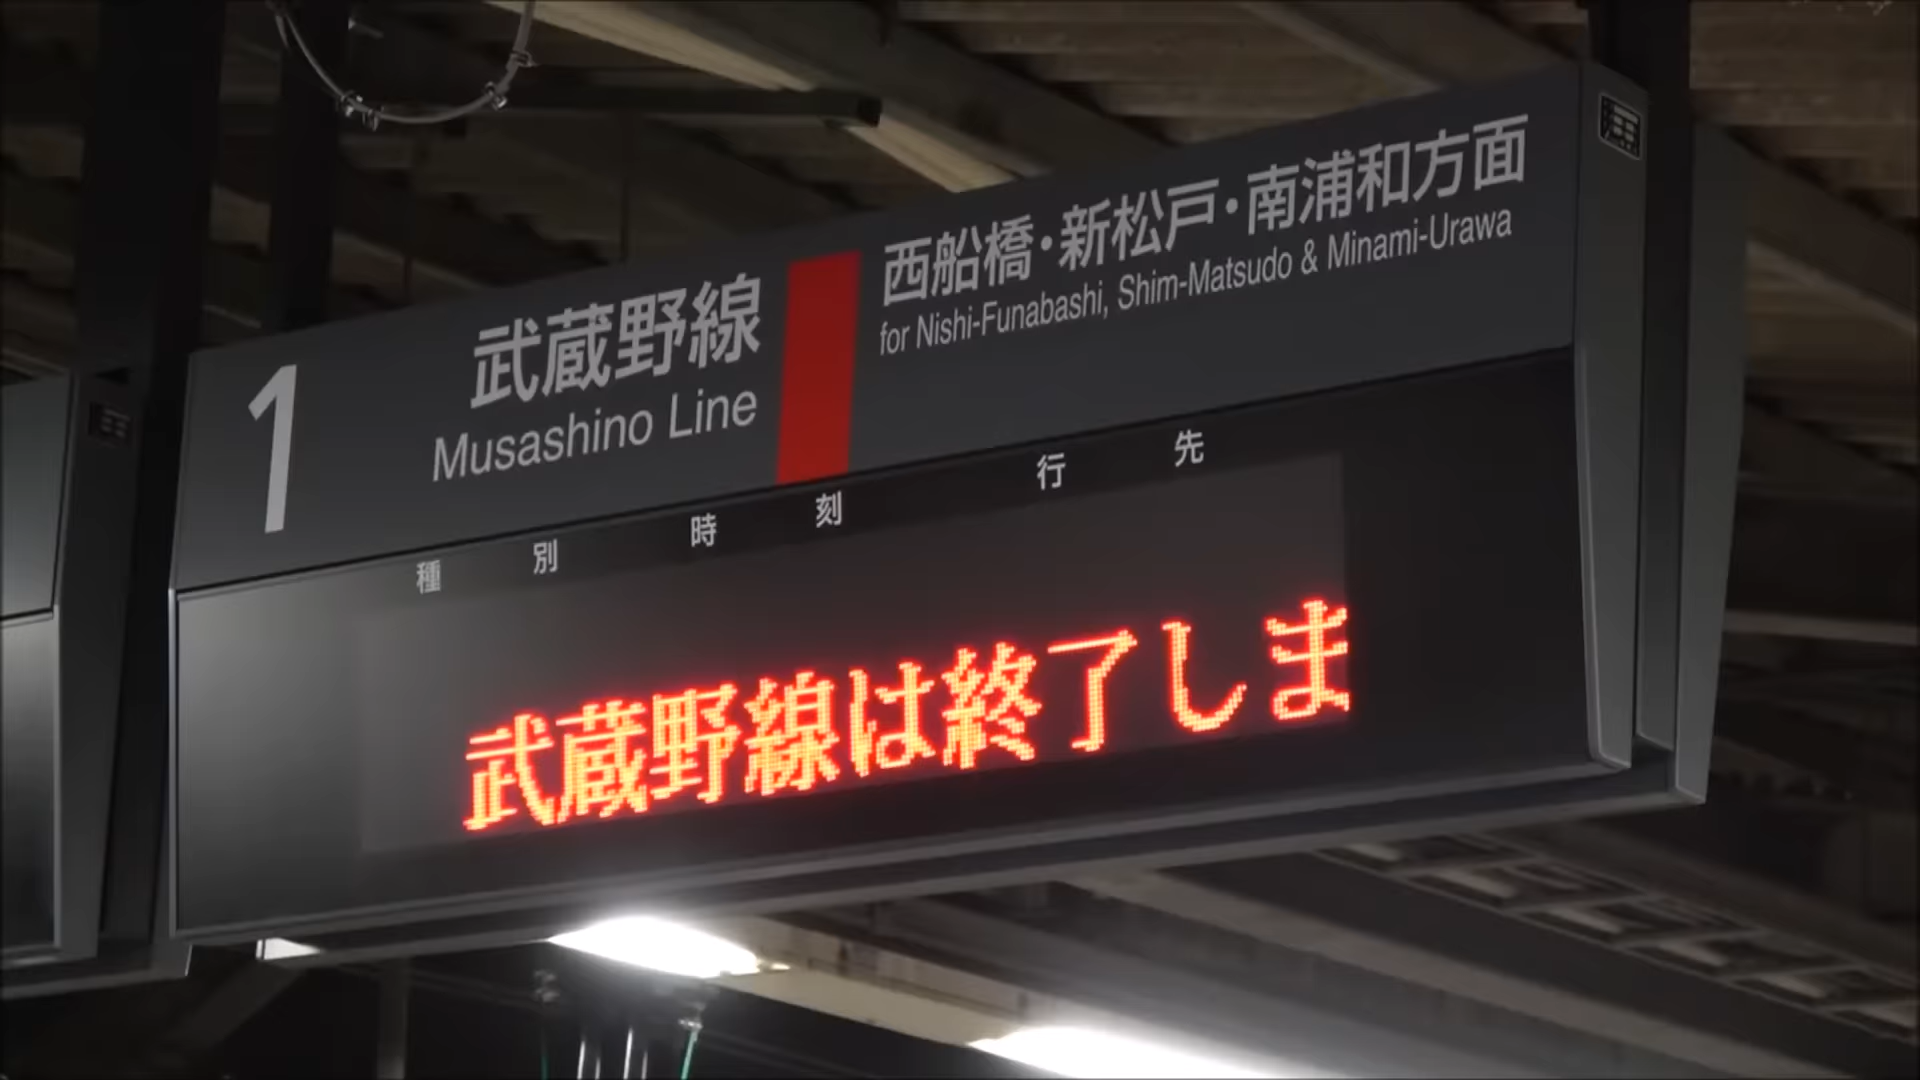 1
武蔵野線
Musashino Line
西船橋・新松戸・南浦和方面
for Nishi-Funabashi, Shim-Matsudo & Minami-Urawa
種別 時刻 行先
武蔵野線は終了しま